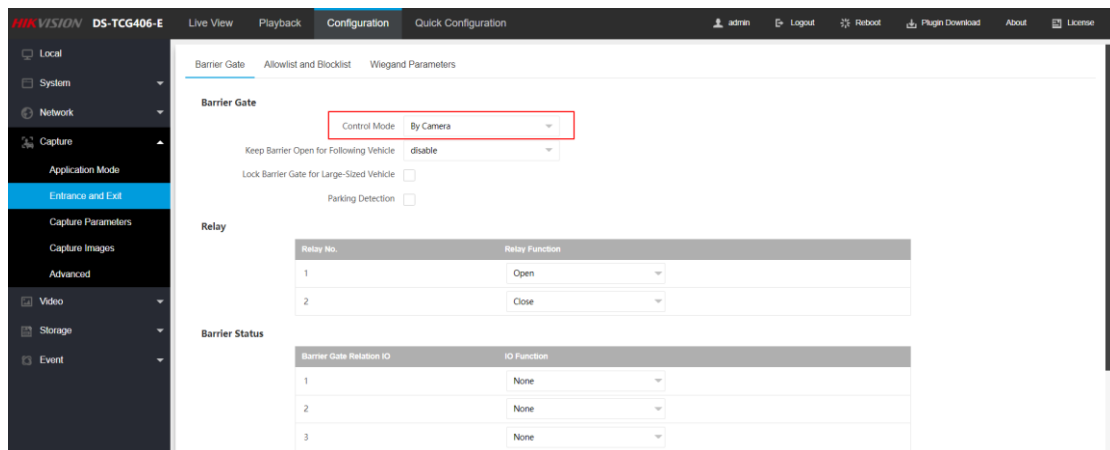 HIKVISION DS-TCG406-E Live View Playback Configuration Quick Configuration admin Logout Reboot Plugin Download About License
Local
System
Network
Capture
Application Mode
Entrance and Exit
Capture Parameters
Capture Images
Advanced
Video
Storage
Event
Barrier Gate Allowlist and Blocklist Wiegand Parameters
Barrier Gate
Control Mode By Camera
Keep Barrier Open for Following Vehicle disable
Lock Barrier Gate for Large-Sized Vehicle
Parking Detection
Relay
Relay No. Relay Function
1 Open
2 Close
Barrier Status
Barrier Gate Relation IO IO Function
1 None
2 None
3 None